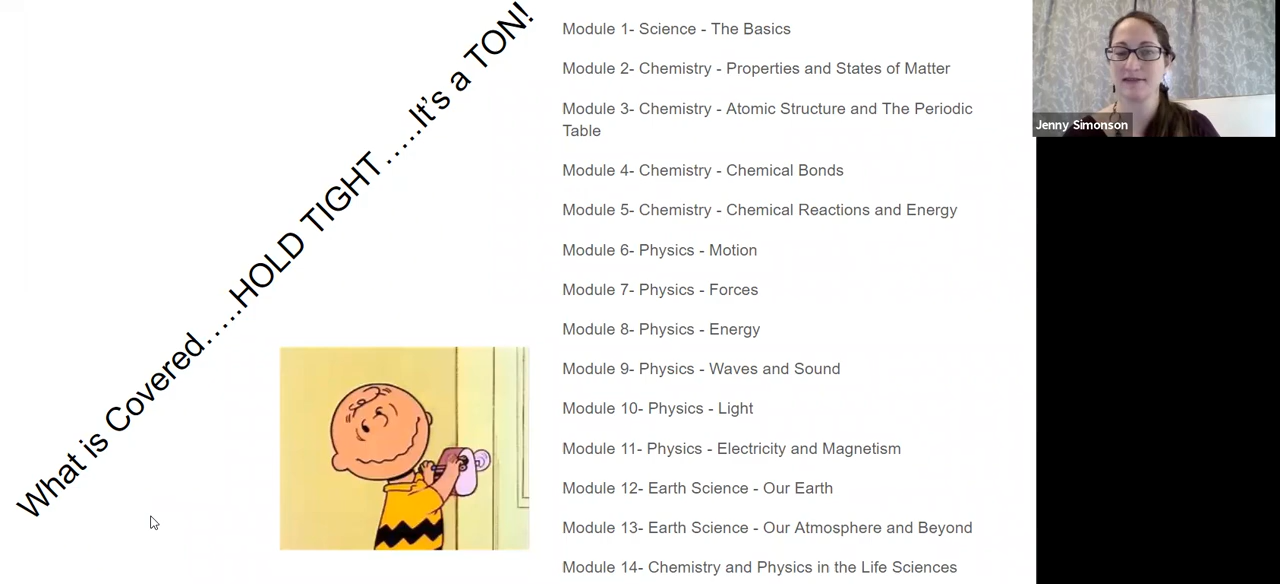 What is Covered.....HOLD TIGHT.....It's a TON!
Module 1- Science - The Basics
Module 2- Chemistry - Properties and States of Matter
Module 3- Chemistry - Atomic Structure and The Periodic
Table
Module 4- Chemistry - Chemical Bonds
Module 5- Chemistry - Chemical Reactions and Energy
Module 6- Physics - Motion
Module 7- Physics - Forces
Module 8- Physics - Energy
Module 9- Physics - Waves and Sound
Module 10- Physics - Light
Module 11- Physics - Electricity and Magnetism
Module 12- Earth Science - Our Earth
Module 13- Earth Science - Our Atmosphere and Beyond
Module 14- Chemistry and Physics in the Life Sciences
Jenny Simonson